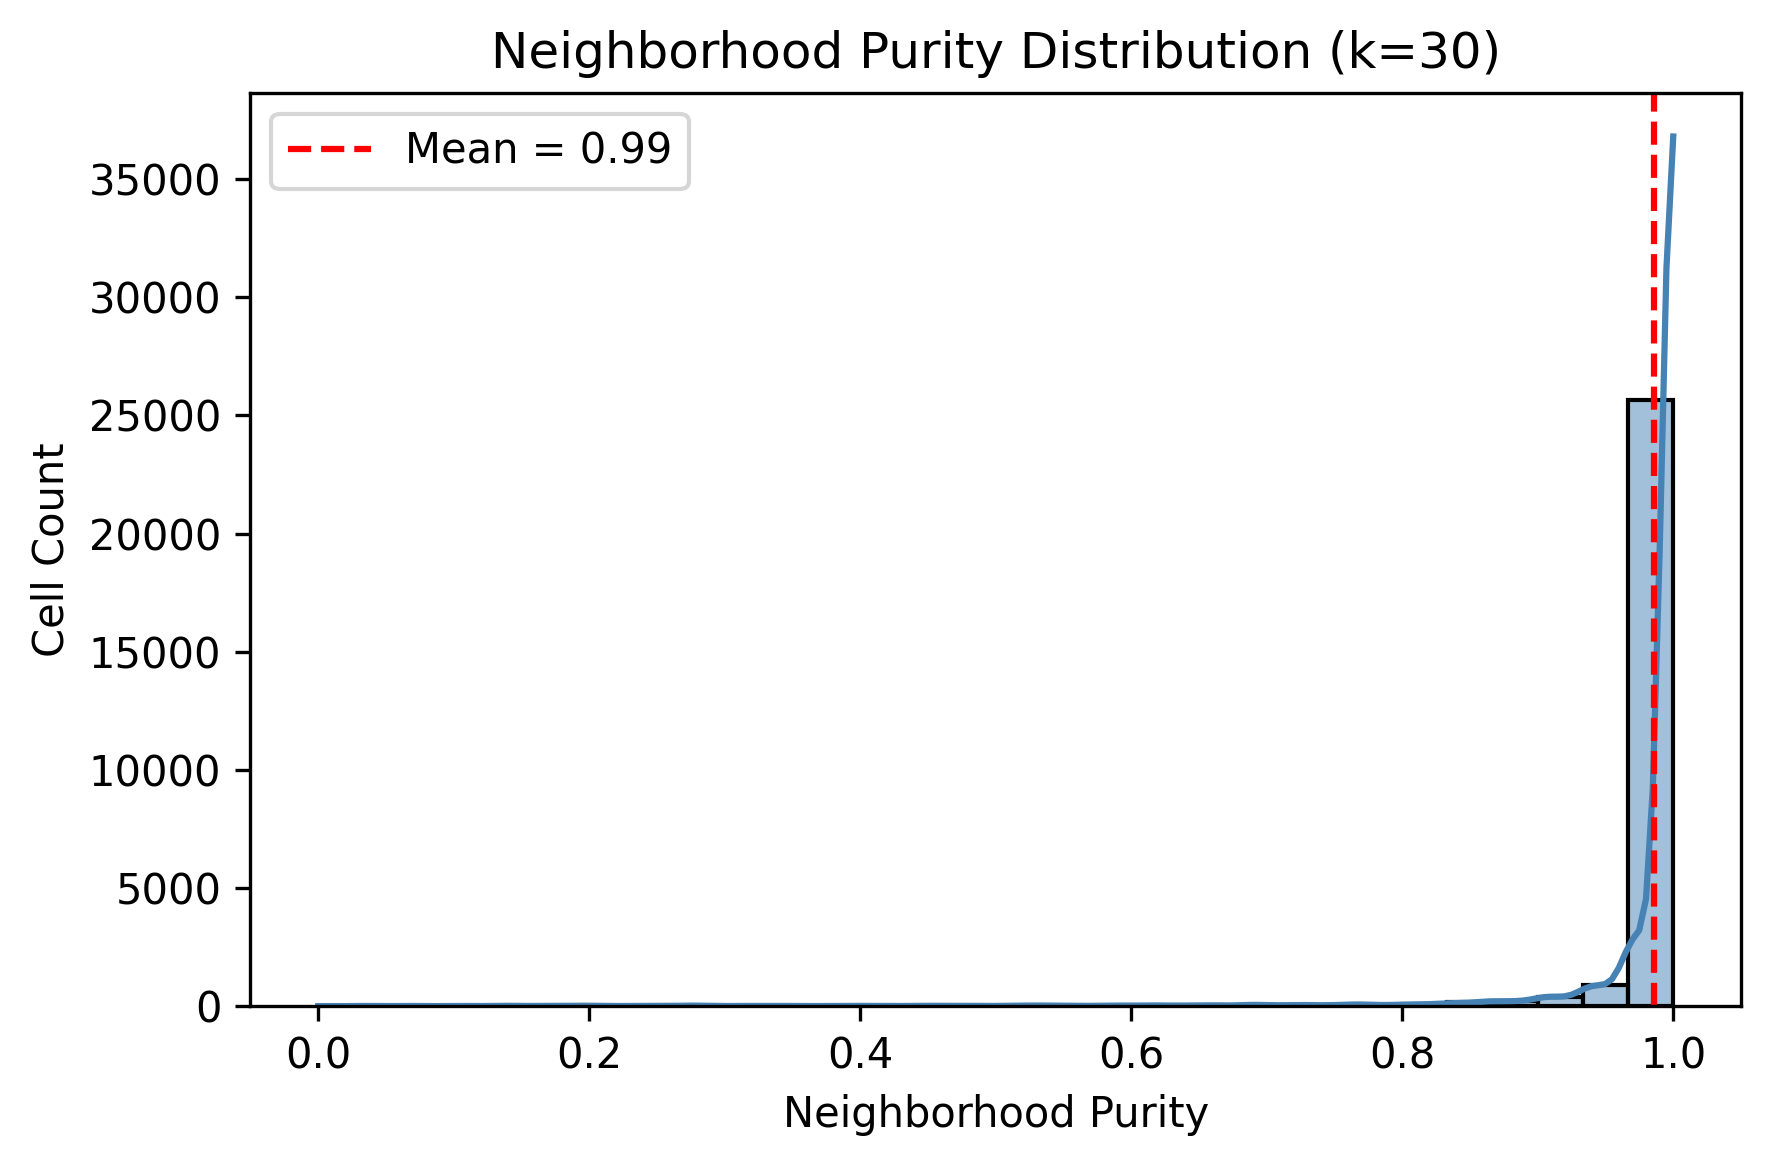 Neighborhood Purity Distribution (k=30)
Mean = 0.99
Cell Count
35000
30000
25000
20000
15000
10000
5000
0
0.0 0.2 0.4 0.6 0.8 1.0
Neighborhood Purity